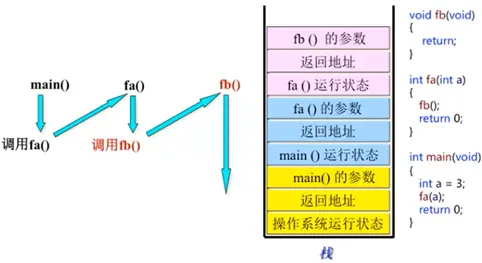 main()
fa()
fb()
调用fa()
调用fb()
fb () 的参数
返回地址
fa () 运行状态
fa () 的参数
返回地址
main () 运行状态
main() 的参数
返回地址
操作系统运行状态
栈
void fb(void)
{
return;
}
int fa(int a)
{
fb();
return 0;
}
int main(void)
{
int a = 3;
fa(a);
return 0;
}